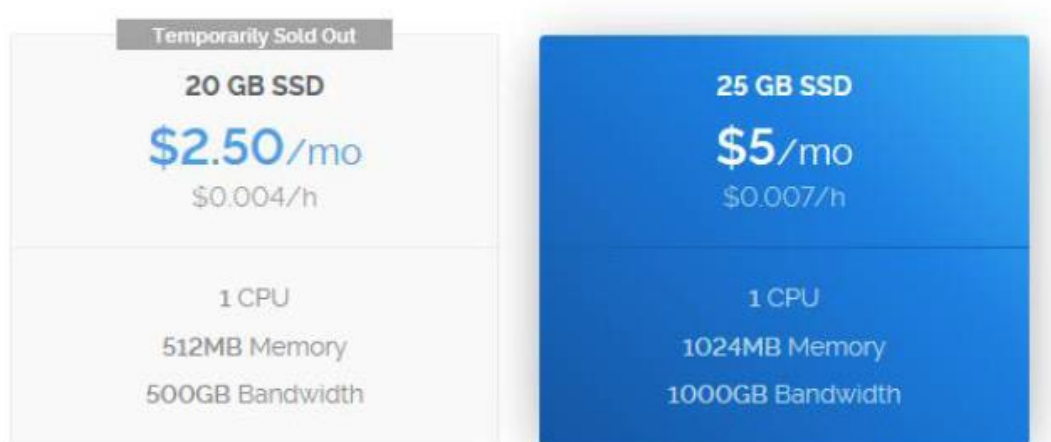 Temporarily Sold Out
20 GB SSD
$2.50/mo
$0.004/h
1 CPU
512MB Memory
500GB Bandwidth
25 GB SSD
$5/mo
$0.007/h
1 CPU
1024MB Memory
1000GB Bandwidth